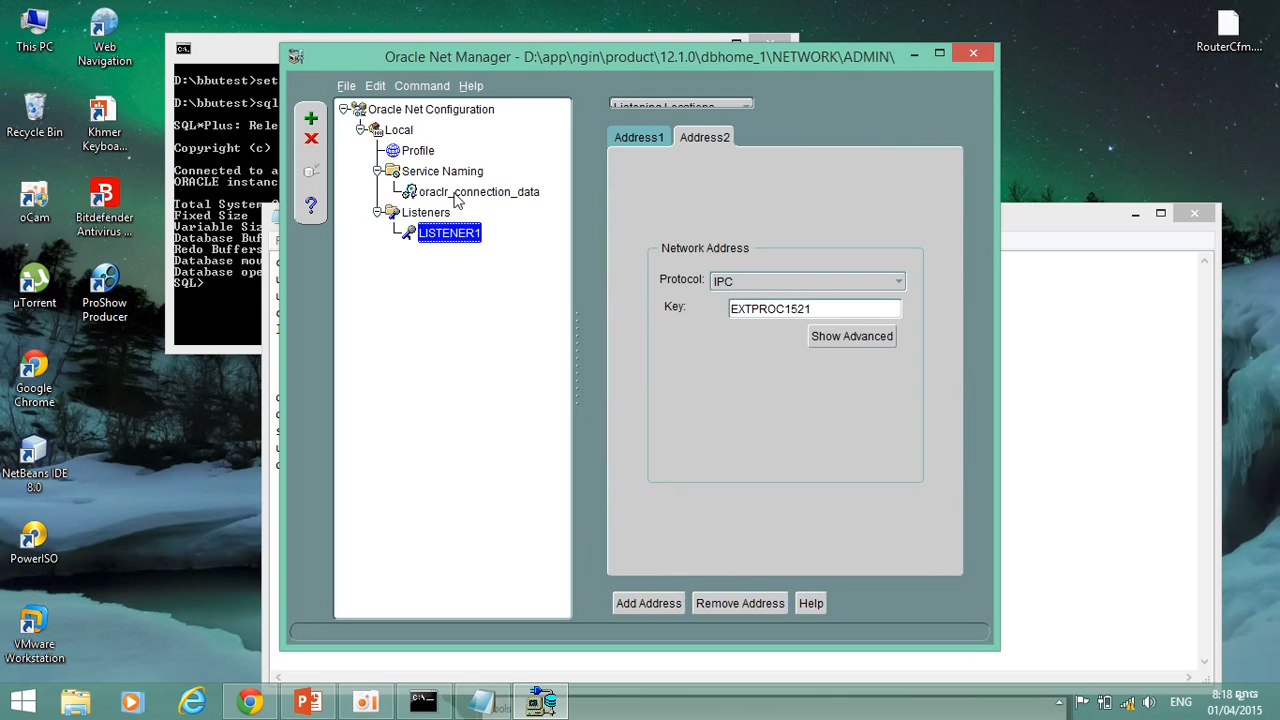 This PC
Web
Navigation
Recycle Bin
Khmer
Keyboa...
oCam
Bitdefender
Antivirus ...
µTorrent
ProShow
Producer
Google
Chrome
NetBeans IDE
8.0
PowerISO
VMware
Workstation
RouterCfm....
D:\bbutest>set
D:\bbutest>sql
SQL*Plus: Rele
Copyright (c)
Connected to a
ORACLE instanc
Total System G
Fixed Size
Variable Siz
Database Buf
Redo Buffers
Database mou
Database ope
SQL>
Oracle Net Manager - D:\app\ngin\product\12.1.0\dbhome_1\NETWORK\ADMIN\
File Edit Command Help
Oracle Net Configuration
Local
Profile
Service Naming
oraclr_connection_data
Listeners
LISTENER1
Listening Locations
Address1 Address2
Network Address
Protocol: IPC
Key: EXTPROC1521
Show Advanced
Add Address Remove Address Help
ENG
01/04/2015